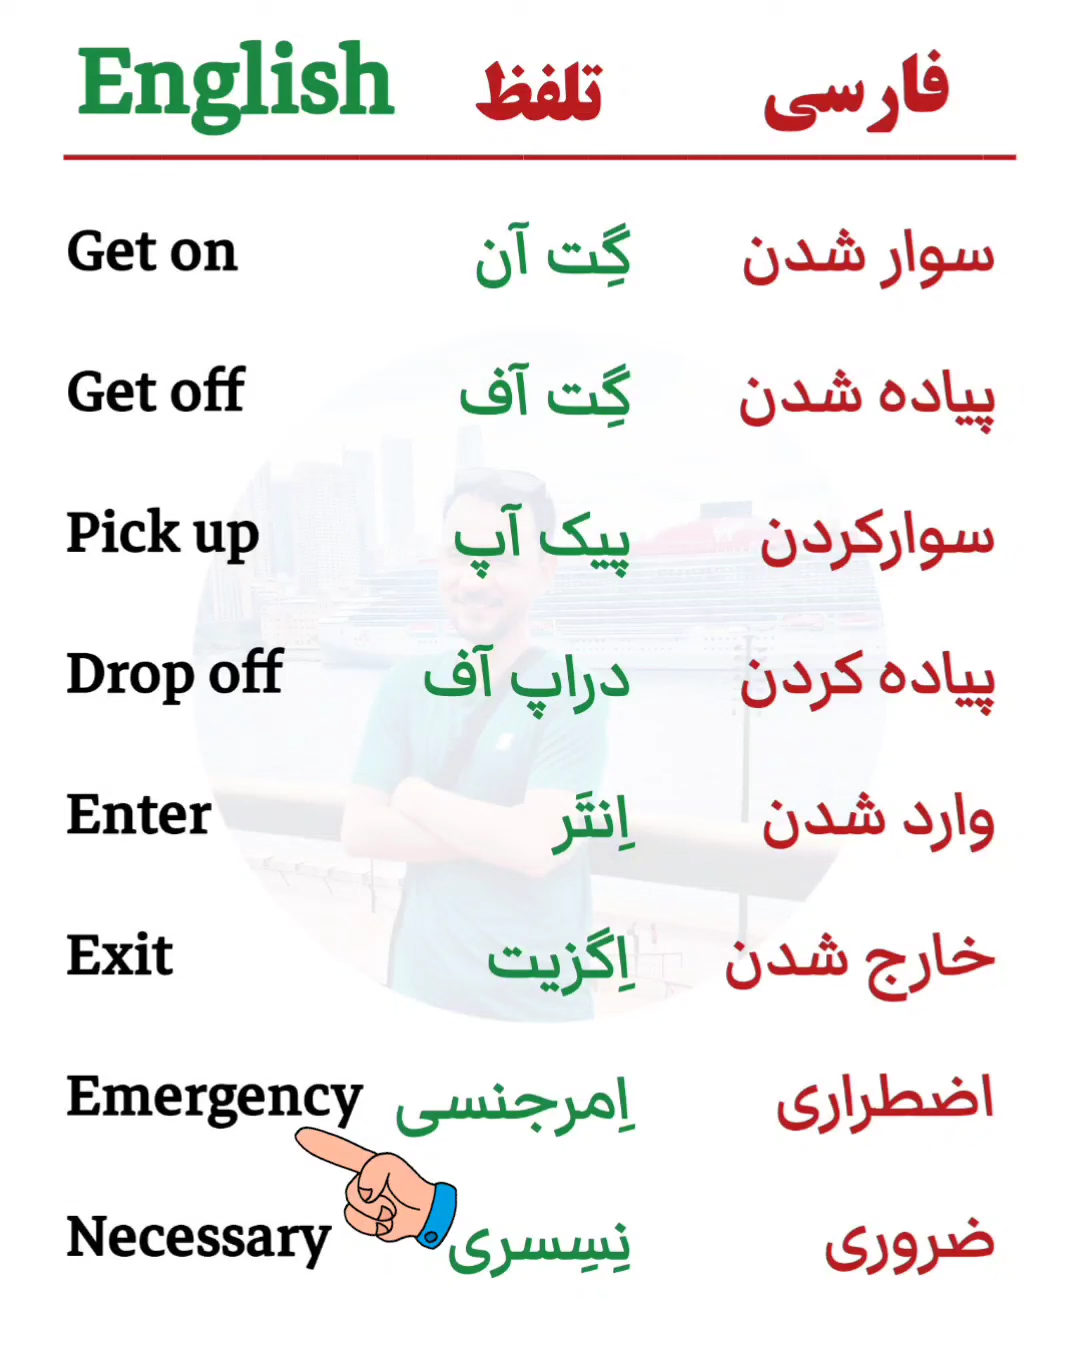 English تلفظ فارسی
Get on گِت آن سوار شدن
Get off گِت آف پیاده شدن
Pick up پیک آپ سوارکردن
Drop off دراپ آف پیاده کردن
Enter اِنتَر وارد شدن
Exit اِگزیت خارج شدن
Emergency اِمرجنسی اضطراری
Necessary نِسِسری ضروری